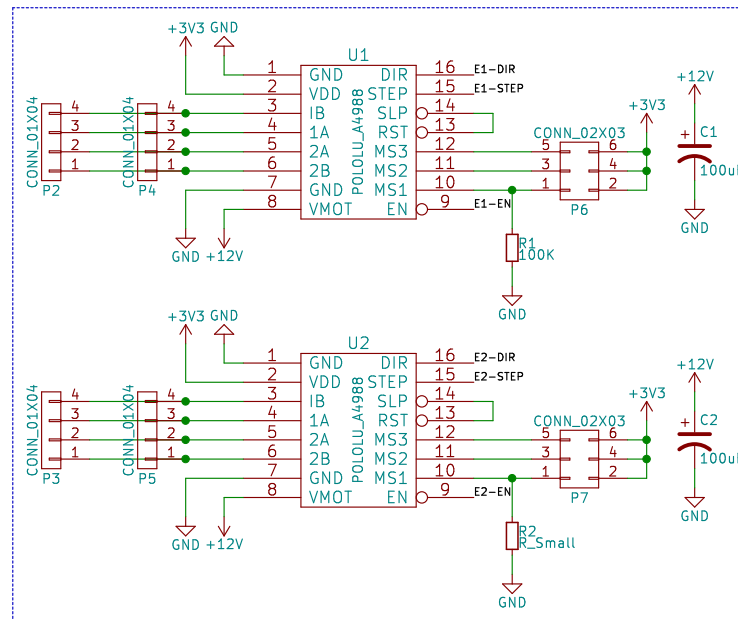 +3V3 GND
U1
1 GND DIR 16 E1-DIR
2 VDD STEP 15 E1-STEP
3 IB SLP 14
4 1A RST 13
5 2A MS3 12
6 2B MS2 11
7 GND MS1 10
8 VMOT EN 9 E1-EN
POLOLU_A4988
CONN_01X04
4
3
2
1
P2
CONN_01X04
4
3
2
1
P4
GND +12V
CONN_02X03
5 6
3 4
1 2
P6
+3V3
R1
100K
GND
+12V
+ C1
100u
GND
+3V3 GND
U2
1 GND DIR 16 E2-DIR
2 VDD STEP 15 E2-STEP
3 IB SLP 14
4 1A RST 13
5 2A MS3 12
6 2B MS2 11
7 GND MS1 10
8 VMOT EN 9 E2-EN
POLOLU_A4988
CONN_01X04
4
3
2
1
P3
CONN_01X04
4
3
2
1
P5
GND +12V
CONN_02X03
5 6
3 4
1 2
P7
+3V3
R2
R_Small
GND
+12V
+ C2
100u
GND